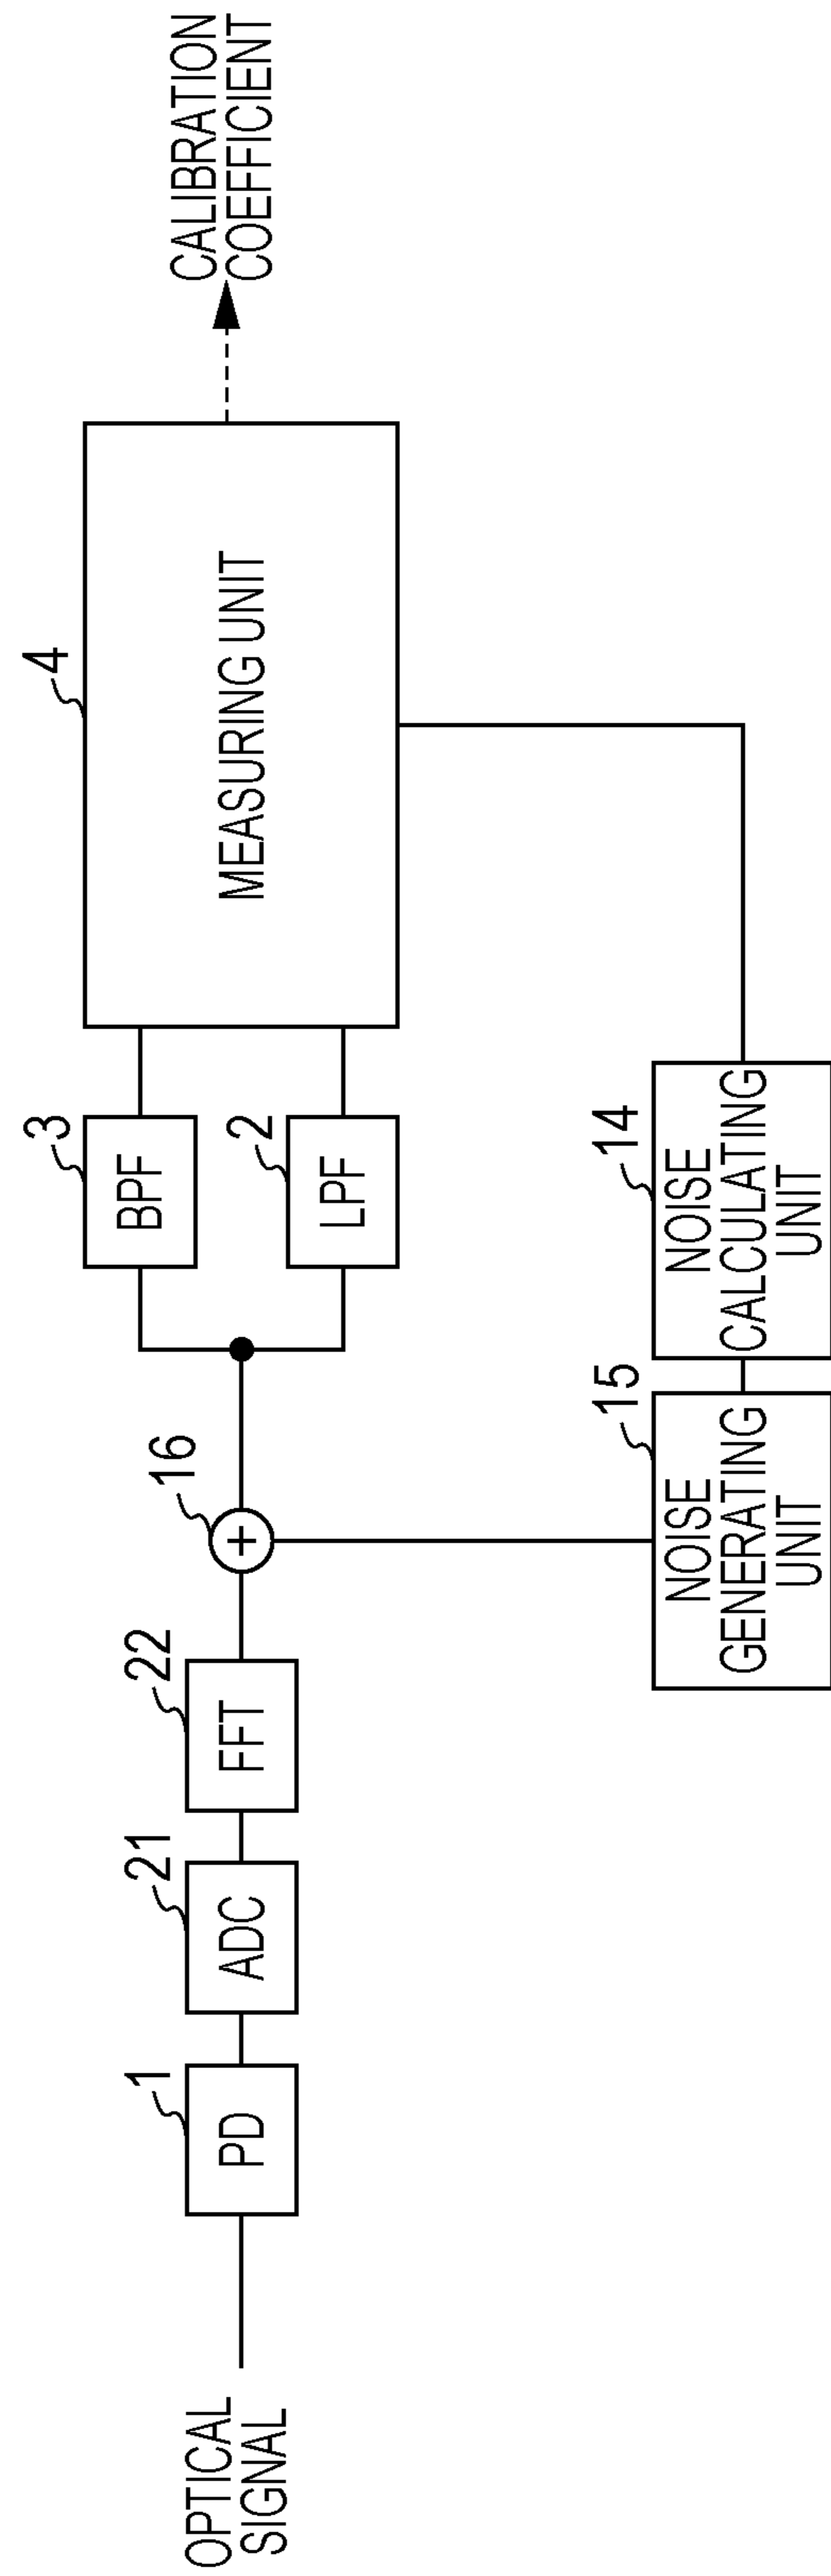 OPTICAL
SIGNAL
1
PD
21
ADC
22
FFT
16
+
3
BPF
2
LPF
4
MEASURING UNIT
CALIBRATION
COEFFICIENT
15
NOISE
GENERATING
UNIT
14
NOISE
CALCULATING
UNIT